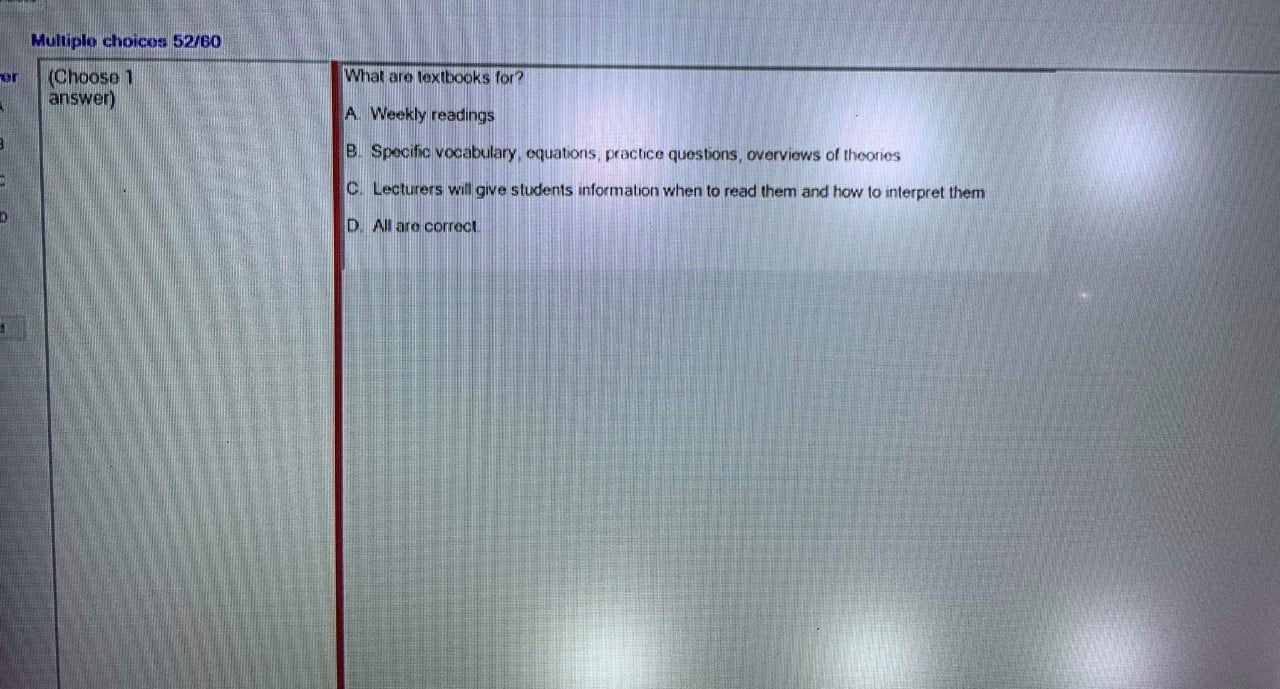 Multiple choices 52/60
er
(Choose 1
answer)
What are textbooks for?
A. Weekly readings
B. Specific vocabulary, equations, practice questions, overviews of theories
C. Lecturers will give students information when to read them and how to interpret them
D. All are correct.
B
C
D